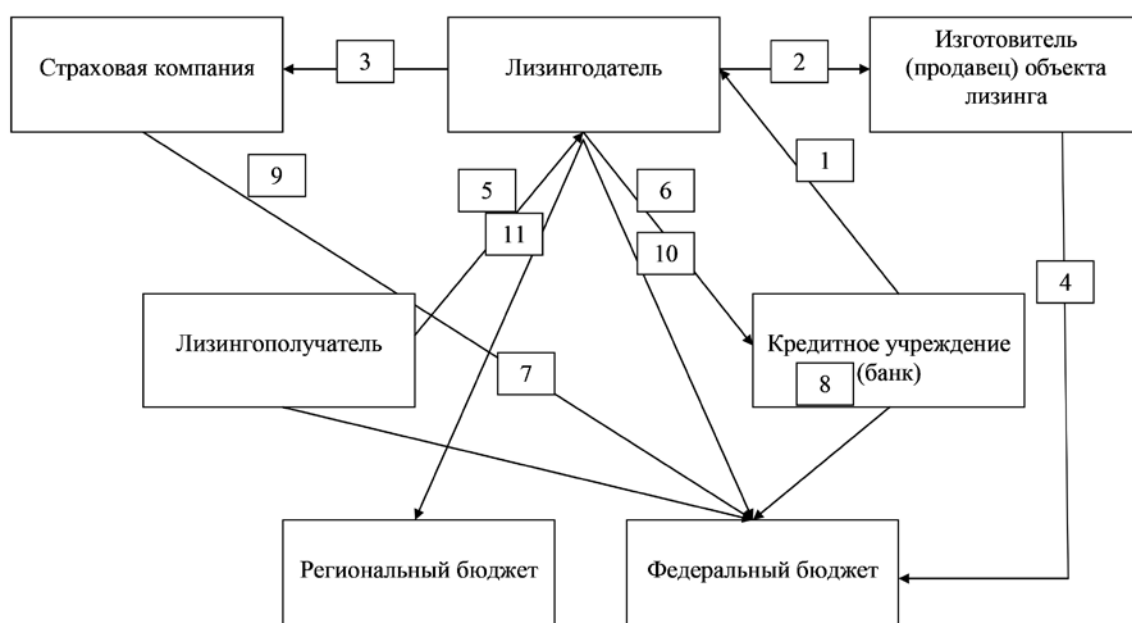 Страховая компания
3
Лизингодатель
2
Изготовитель
(продавец) объекта
лизинга
9
5
6
1
11
10
4
Лизингополучатель
7
Кредитное учреждение
(банк)
8
Региональный бюджет
Федеральный бюджет